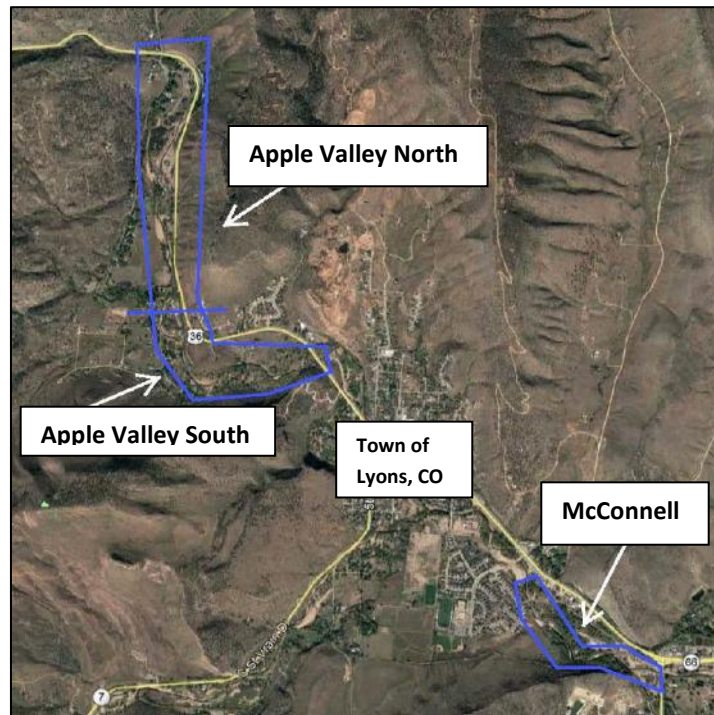 Apple Valley North
36
Apple Valley South
Town of
Lyons, CO
McConnell
66
7